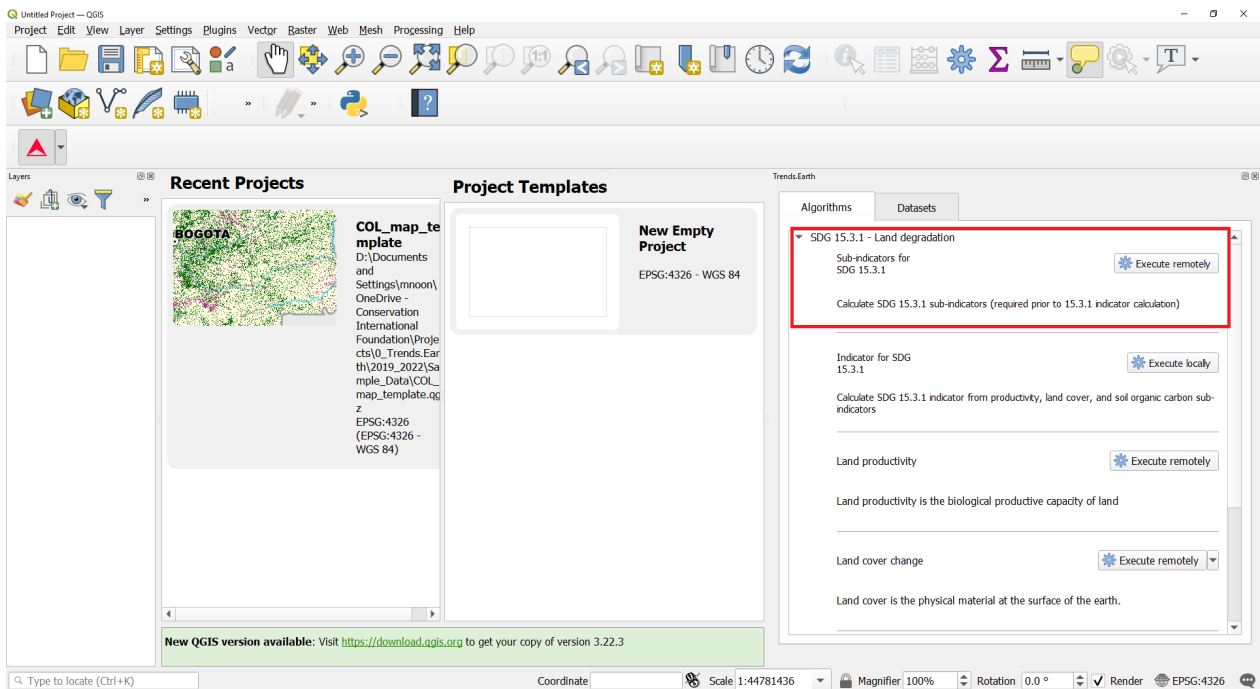 Untitled Project — QGIS
Project Edit View Layer Settings Plugins Vector Raster Web Mesh Processing Help
Layers
Recent Projects
BOGOTA
COL_map_te
mplate
D:\Documents
and
Settings\mnoon\
OneDrive -
Conservation
International
Foundation\Proje
cts\0_Trends.Ear
th\2019_2022\Sa
mple_Data\COL_
map_template.qg
z
EPSG:4326
(EPSG:4326 -
WGS 84)
Project Templates
New Empty
Project
EPSG:4326 - WGS 84
New QGIS version available: Visit https://download.qgis.org to get your copy of version 3.22.3
Trends.Earth
Algorithms Datasets
SDG 15.3.1 - Land degradation
Sub-indicators for
SDG 15.3.1
Execute remotely
Calculate SDG 15.3.1 sub-indicators (required prior to 15.3.1 indicator calculation)
Indicator for SDG
15.3.1
Execute locally
Calculate SDG 15.3.1 indicator from productivity, land cover, and soil organic carbon sub-
indicators
Land productivity
Execute remotely
Land productivity is the biological productive capacity of land
Land cover change
Execute remotely
Land cover is the physical material at the surface of the earth.
Type to locate (Ctrl+K) Coordinate Scale 1:44781436 Magnifier 100% Rotation 0.0 ° Render EPSG:4326